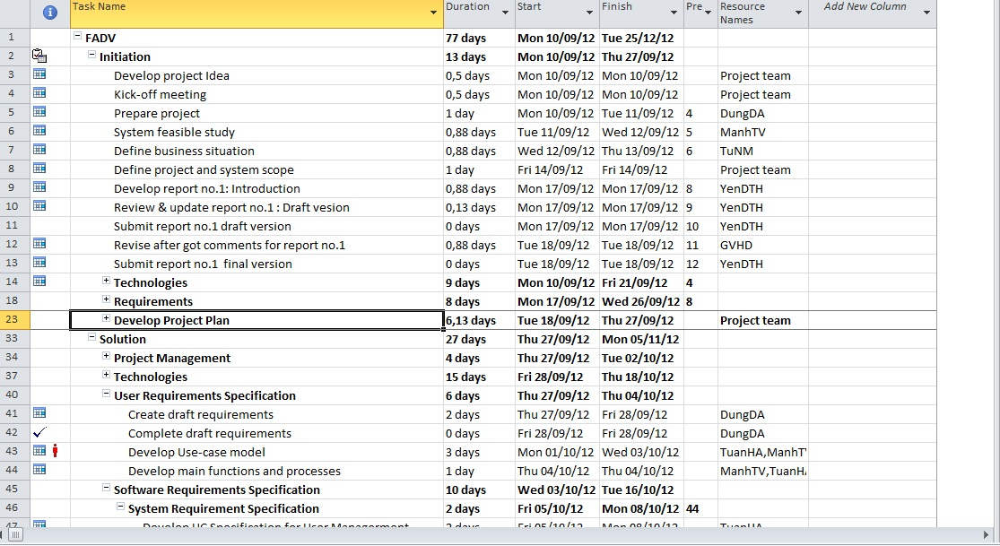 Task Name Duration Start Finish Pre Resource Names Add New Column
1 FADV 77 days Mon 10/09/12 Tue 25/12/12
2 Initiation 13 days Mon 10/09/12 Thu 27/09/12
3 Develop project Idea 0,5 days Mon 10/09/12 Mon 10/09/12 Project team
4 Kick-off meeting 0,5 days Mon 10/09/12 Mon 10/09/12 Project team
5 Prepare project 1 day Mon 10/09/12 Tue 11/09/12 4 DungDA
6 System feasible study 0,88 days Tue 11/09/12 Wed 12/09/12 5 ManhTV
7 Define business situation 0,88 days Wed 12/09/12 Thu 13/09/12 6 TuNM
8 Define project and system scope 1 day Fri 14/09/12 Fri 14/09/12 Project team
9 Develop report no.1: Introduction 0,88 days Mon 17/09/12 Mon 17/09/12 8 YenDTH
10 Review & update report no.1 : Draft vesion 0,13 days Mon 17/09/12 Mon 17/09/12 9 YenDTH
11 Submit report no.1 draft version 0 days Mon 17/09/12 Mon 17/09/12 10 YenDTH
12 Revise after got comments for report no.1 0,88 days Tue 18/09/12 Tue 18/09/12 11 GVHD
13 Submit report no.1 final version 0 days Tue 18/09/12 Tue 18/09/12 12 YenDTH
14 Technologies 9 days Mon 10/09/12 Fri 21/09/12 4
18 Requirements 8 days Mon 17/09/12 Wed 26/09/12 8
23 Develop Project Plan 6,13 days Tue 18/09/12 Thu 27/09/12 Project team
33 Solution 27 days Thu 27/09/12 Mon 05/11/12
34 Project Management 4 days Thu 27/09/12 Tue 02/10/12
37 Technologies 15 days Fri 28/09/12 Thu 18/10/12
40 User Requirements Specification 6 days Thu 27/09/12 Thu 04/10/12
41 Create draft requirements 2 days Thu 27/09/12 Fri 28/09/12 DungDA
42 Complete draft requirements 0 days Fri 28/09/12 Fri 28/09/12 DungDA
43 Develop Use-case model 3 days Mon 01/10/12 Wed 03/10/12 TuanHA,ManhT
44 Develop main functions and processes 1 day Thu 04/10/12 Thu 04/10/12 ManhTV,TuanH
45 Software Requirements Specification 10 days Wed 03/10/12 Tue 16/10/12
46 System Requirement Specification 2 days Fri 05/10/12 Mon 08/10/12 44
47 Develop UC Specification for User Management 2 days Fri 05/10/12 Mon 08/10/12 TuanHA